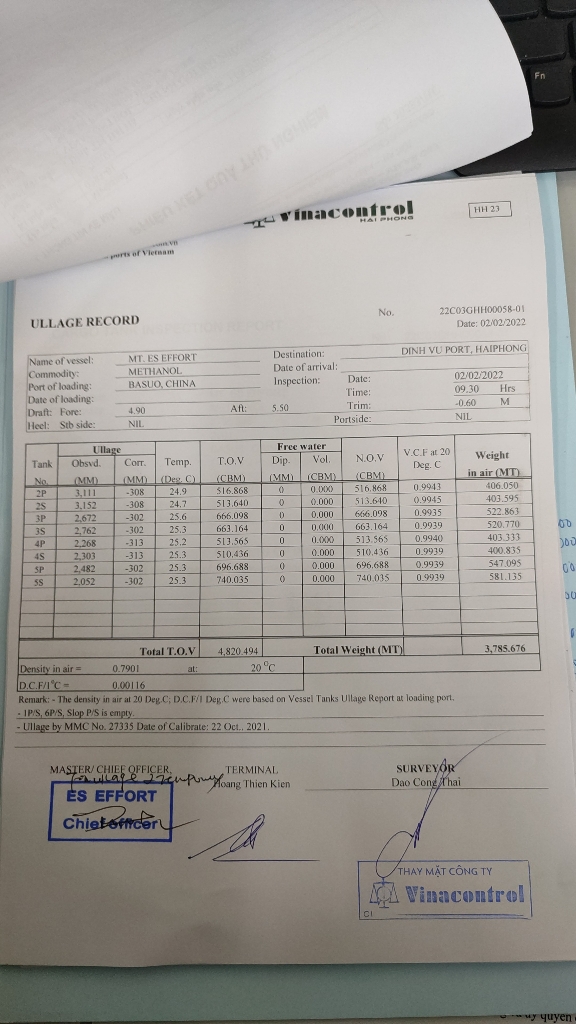 Fn
Vinacontrol
HAI PHONG
HH 23
ports of Vietnam
No. 22C03GHH00058-01
ULLAGE RECORD
Date: 02/02/2022
Name of vessel: MT. ES EFFORT Destination: DINH VU PORT, HAIPHONG
Commodity: METHANOL Date of arrival:
Port of loading: BASUO, CHINA Inspection: Date: 02/02/2022
Date of loading: Time: 09.30 Hrs
Draft: Fore: 4.90 Aft: 5.50 Trim: -0.60 M
Heel: Stb side: NIL Portside: NIL
Ullage Free water
Tank Obsvd. Corr. Temp. T.O.V Dip. Vol. N.O.V V.C.F at 20 Weight
No. (MM) (MM) (Deg. C) (CBM) (MM) (CBM) (CBM) Deg. C in air (MT)
2P 3,111 -308 24.9 516.868 0 0.000 516.868 0.9943 406.050
2S 3,152 -308 24.7 513.640 0 0.000 513.640 0.9945 403.595
3P 2,672 -302 25.6 666.098 0 0.000 666.098 0.9935 522.863
3S 2,762 -302 25.3 663.164 0 0.000 663.164 0.9939 520.770
4P 2,268 -313 25.2 513.565 0 0.000 513.565 0.9940 403.333
4S 2,303 -313 25.3 510.436 0 0.000 510.436 0.9939 400.835
5P 2,482 -302 25.3 696.688 0 0.000 696.688 0.9939 547.095
5S 2,052 -302 25.3 740.035 0 0.000 740.035 0.9939 581.135
Total T.O.V 4,820.494 Total Weight (MT) 3,785.676
Density in air = 0.7901 at: 20 °C
D.C.F/1°C = 0.00116
Remark: - The density in air at 20 Deg.C; D.C.F/1 Deg.C were based on Vessel Tanks Ullage Report at loading port.
- 1P/S, 6P/S, Slop P/S is empty.
- Ullage by MMC No. 27335 Date of Calibrate: 22 Oct.. 2021.
MASTER/ CHIEF OFFICER TERMINAL SURVEYOR
For ullage
Hoang Thien Kien Dao Cong Thai
ES EFFORT
Chief officer
THAY MẶT CÔNG TY
Vinacontrol
C1
uỷ quyền